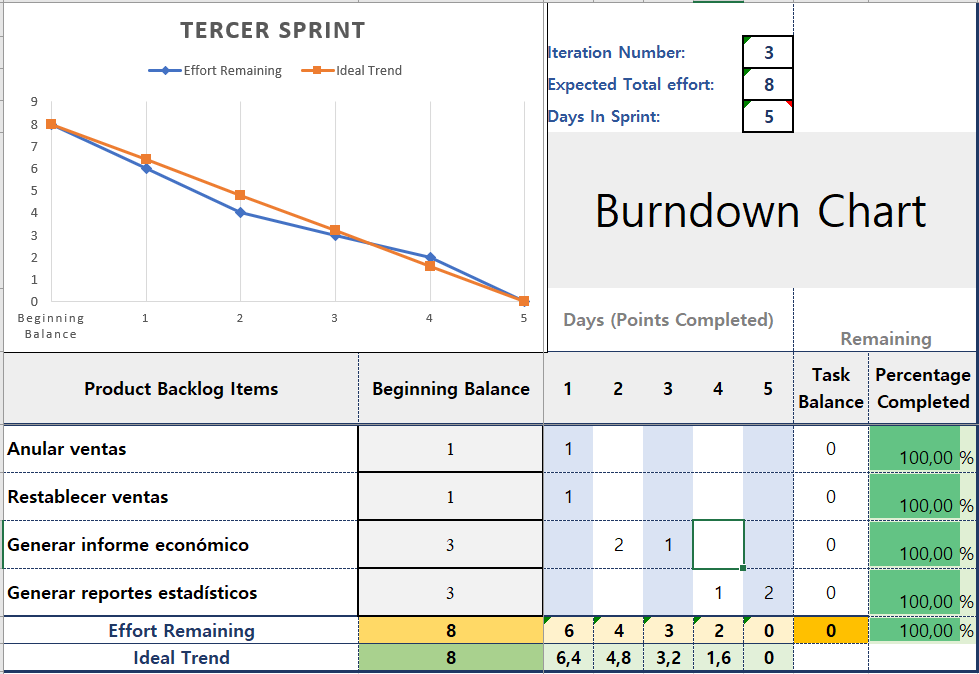 TERCER SPRINT
Effort Remaining Ideal Trend
9
8
7
6
5
4
3
2
1
0
Beginning Balance 1 2 3 4 5
Iteration Number: 3
Expected Total effort: 8
Days In Sprint: 5
Burndown Chart
Days (Points Completed)
Remaining
Product Backlog Items Beginning Balance 1 2 3 4 5 Task Balance Percentage Completed
Anular ventas 1 1 0 100,00 %
Restablecer ventas 1 1 0 100,00 %
Generar informe económico 3 2 1 0 100,00 %
Generar reportes estadísticos 3 1 2 0 100,00 %
Effort Remaining 8 6 4 3 2 0 0 100,00 %
Ideal Trend 8 6,4 4,8 3,2 1,6 0